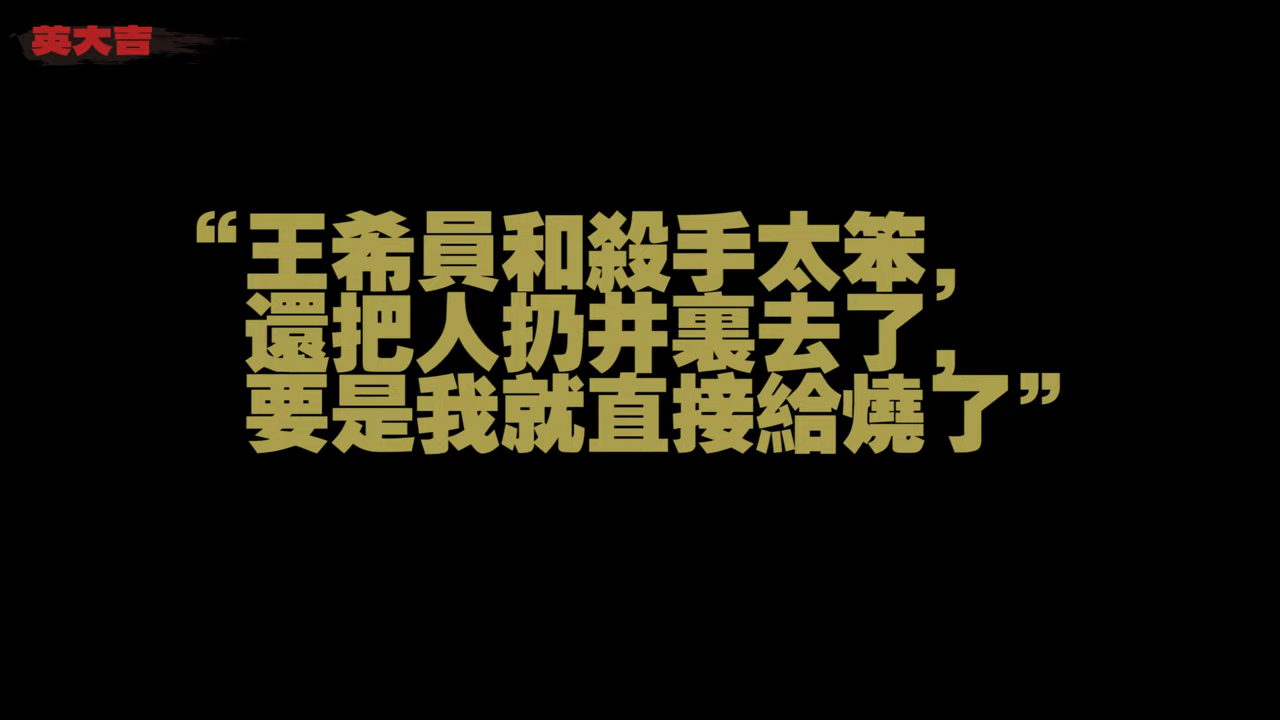 英大吉
“王希員和殺手太笨，
還把人扔井裏去了，
要是我就直接給燒了”